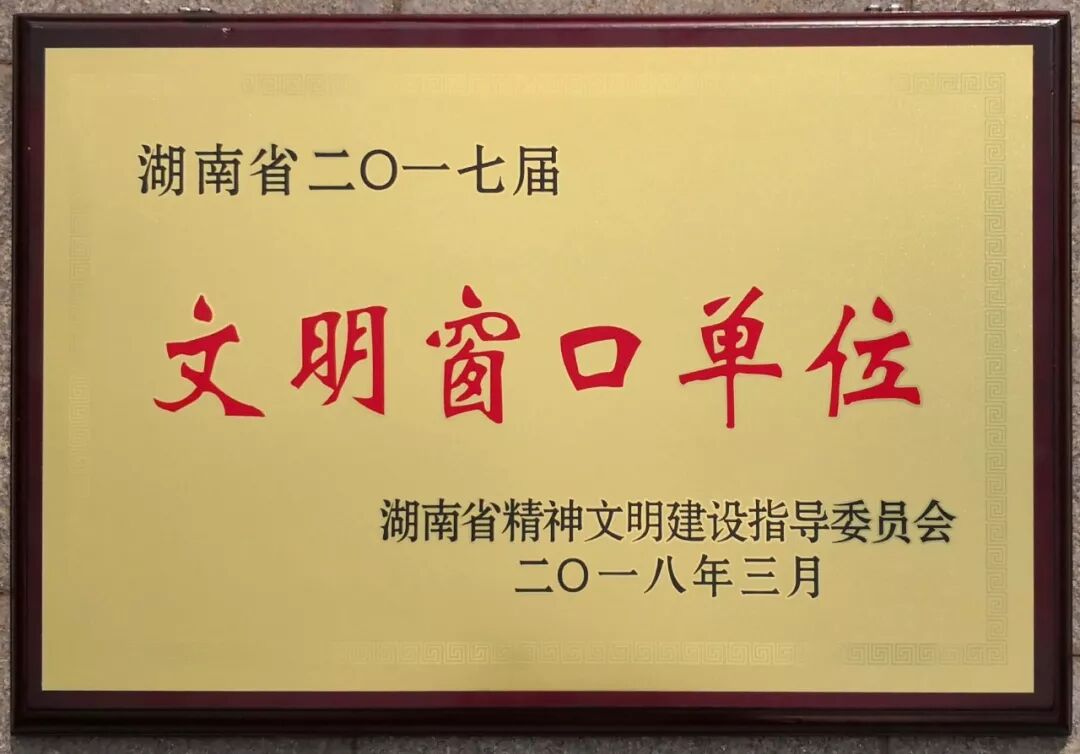 湖南省二〇一七届
文明窗口单位
湖南省精神文明建设指导委员会
二〇一八年三月